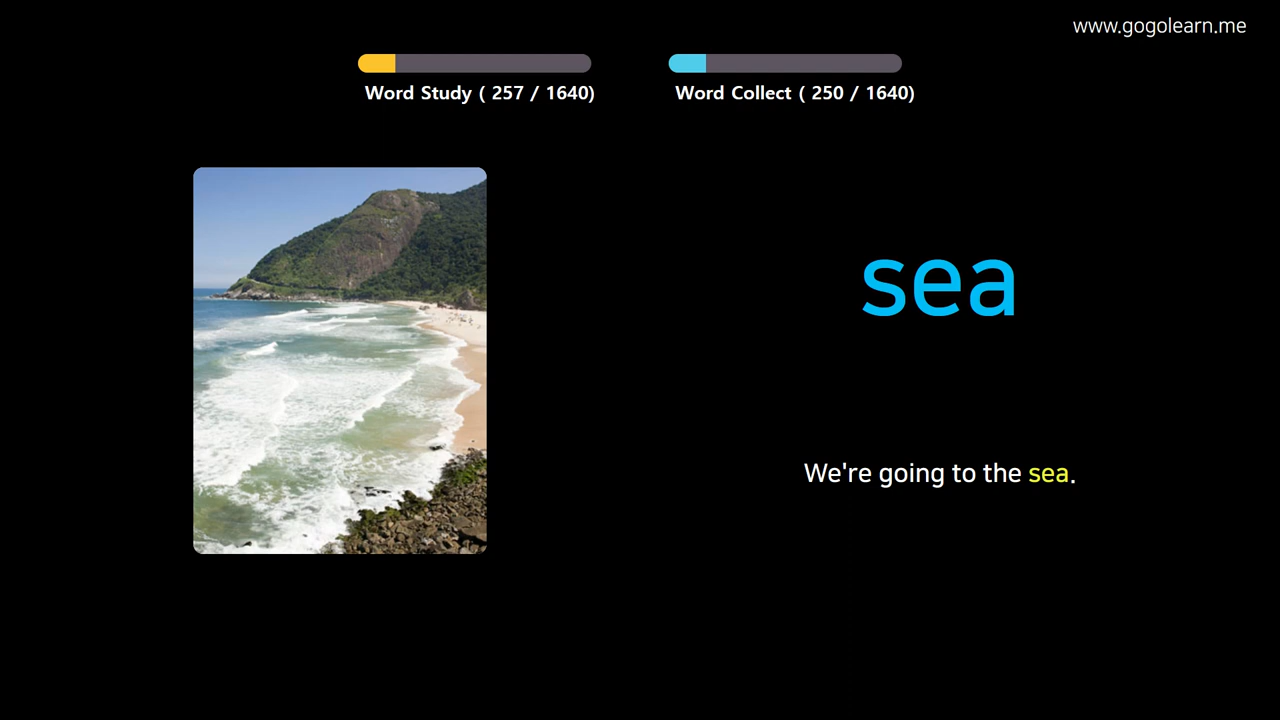 www.gogolearn.me
Word Study ( 257 / 1640)
Word Collect ( 250 / 1640)
sea
We're going to the sea.